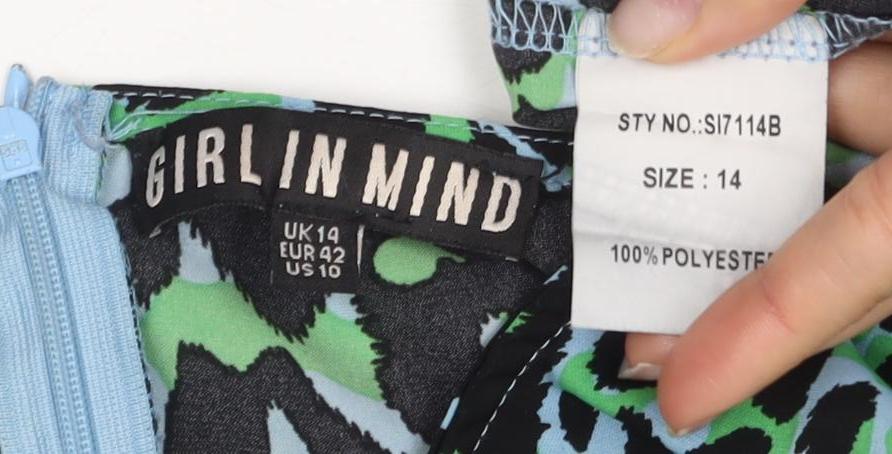 GIRL IN MIND
UK 14
EUR 42
US 10
STY NO.:SI7114B
SIZE : 14
100% POLYESTE